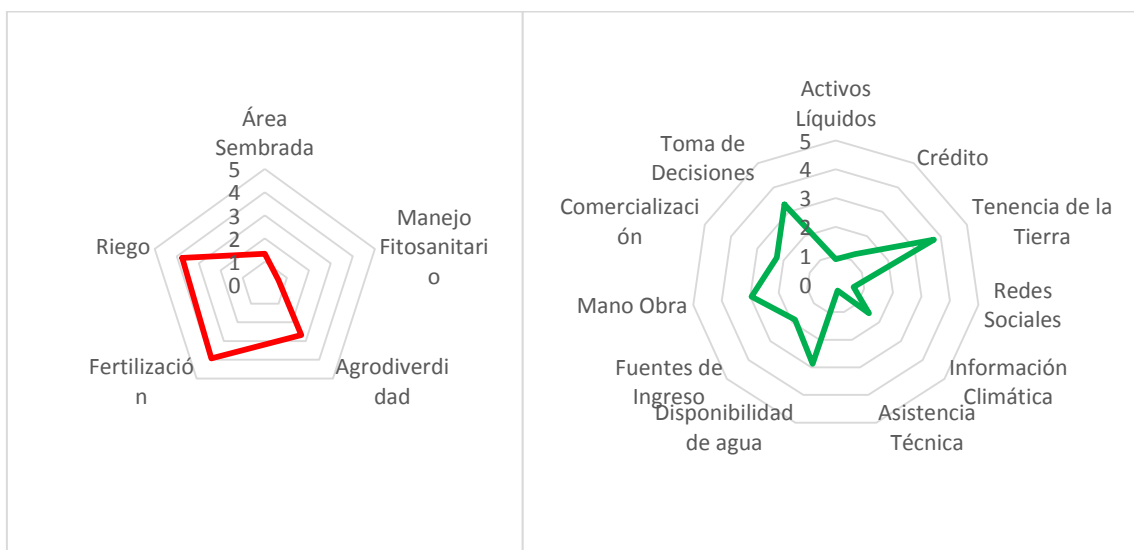 Área
Sembrada
5
4
3
2
1
0
Manejo
Fitosanitari
o
Agrodiverdi
dad
Fertilizació
n
Riego
Activos
Líquidos
5
4
3
2
1
0
Crédito
Tenencia de la
Tierra
Redes
Sociales
Información
Climática
Asistencia
Técnica
Disponibilidad
de agua
Fuentes de
Ingreso
Mano Obra
Comercializaci
ón
Toma de
Decisiones